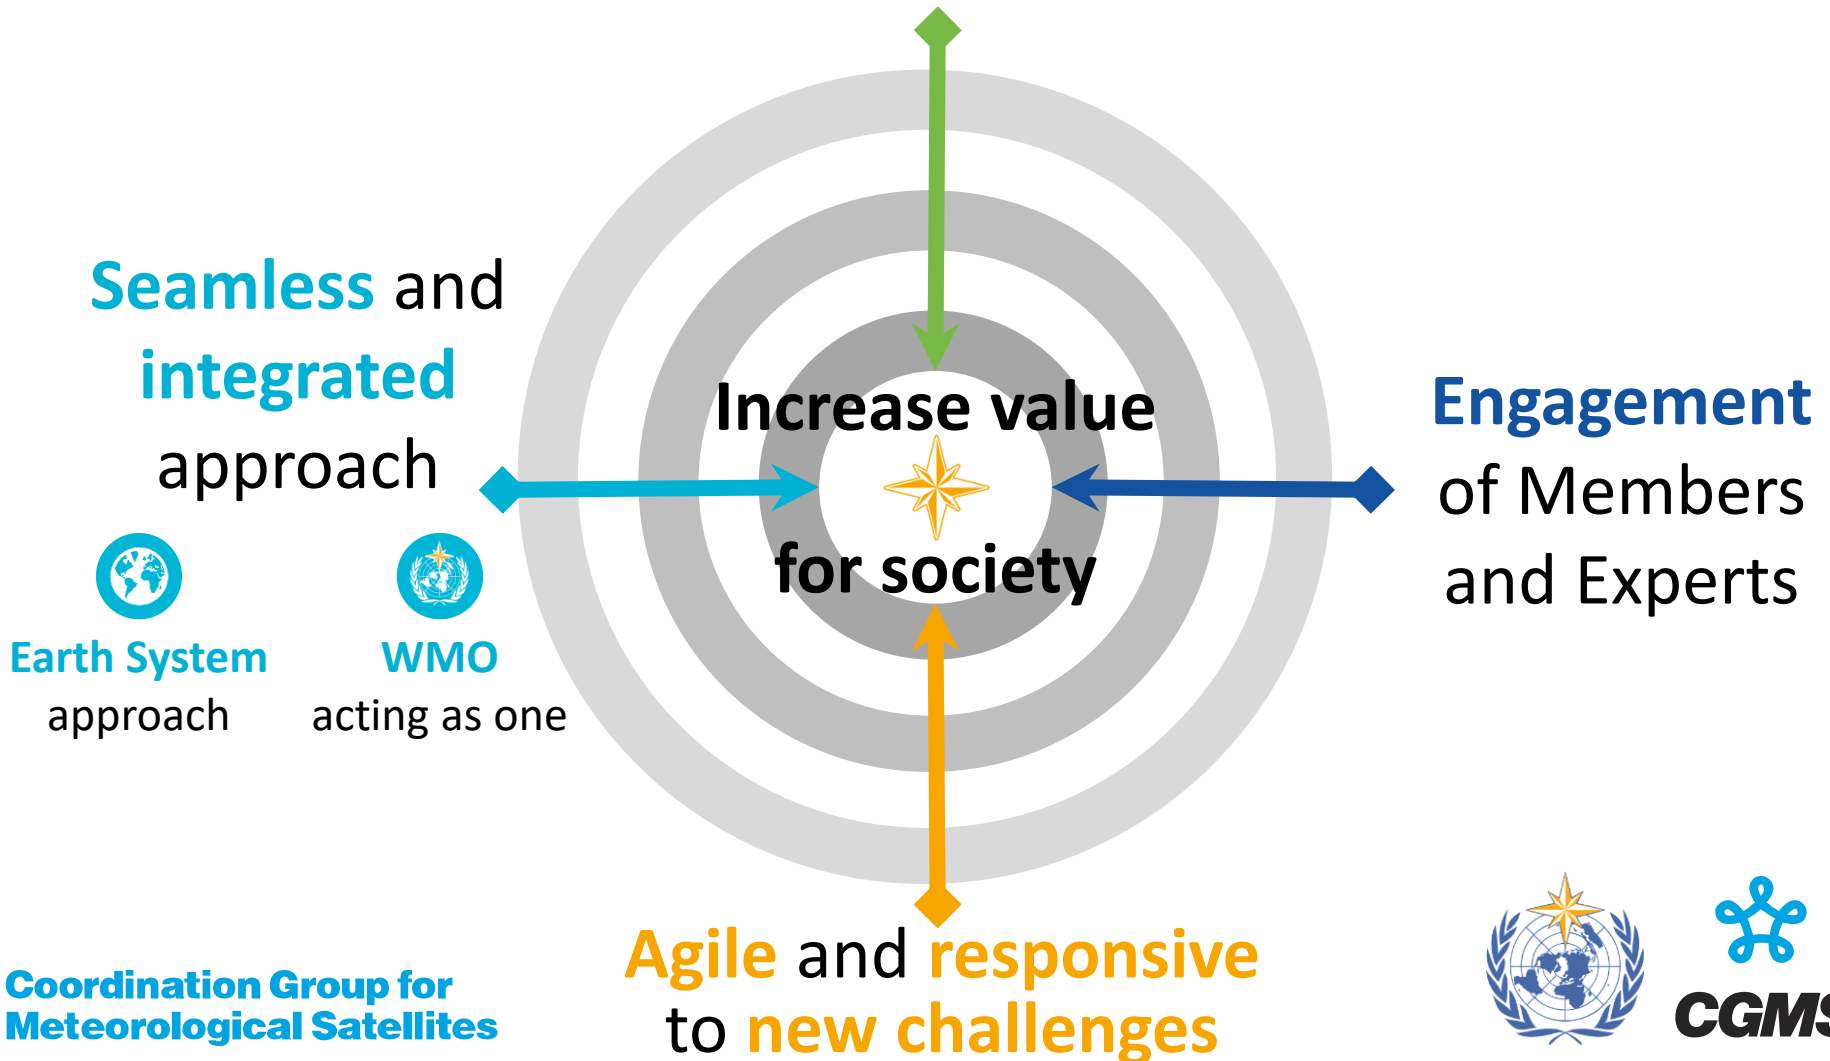 Seamless and
integrated
approach
Earth System
approach
WMO
acting as one
Increase value
for society
Engagement
of Members
and Experts
Agile and responsive
to new challenges
Coordination Group for
Meteorological Satellites
CGMS